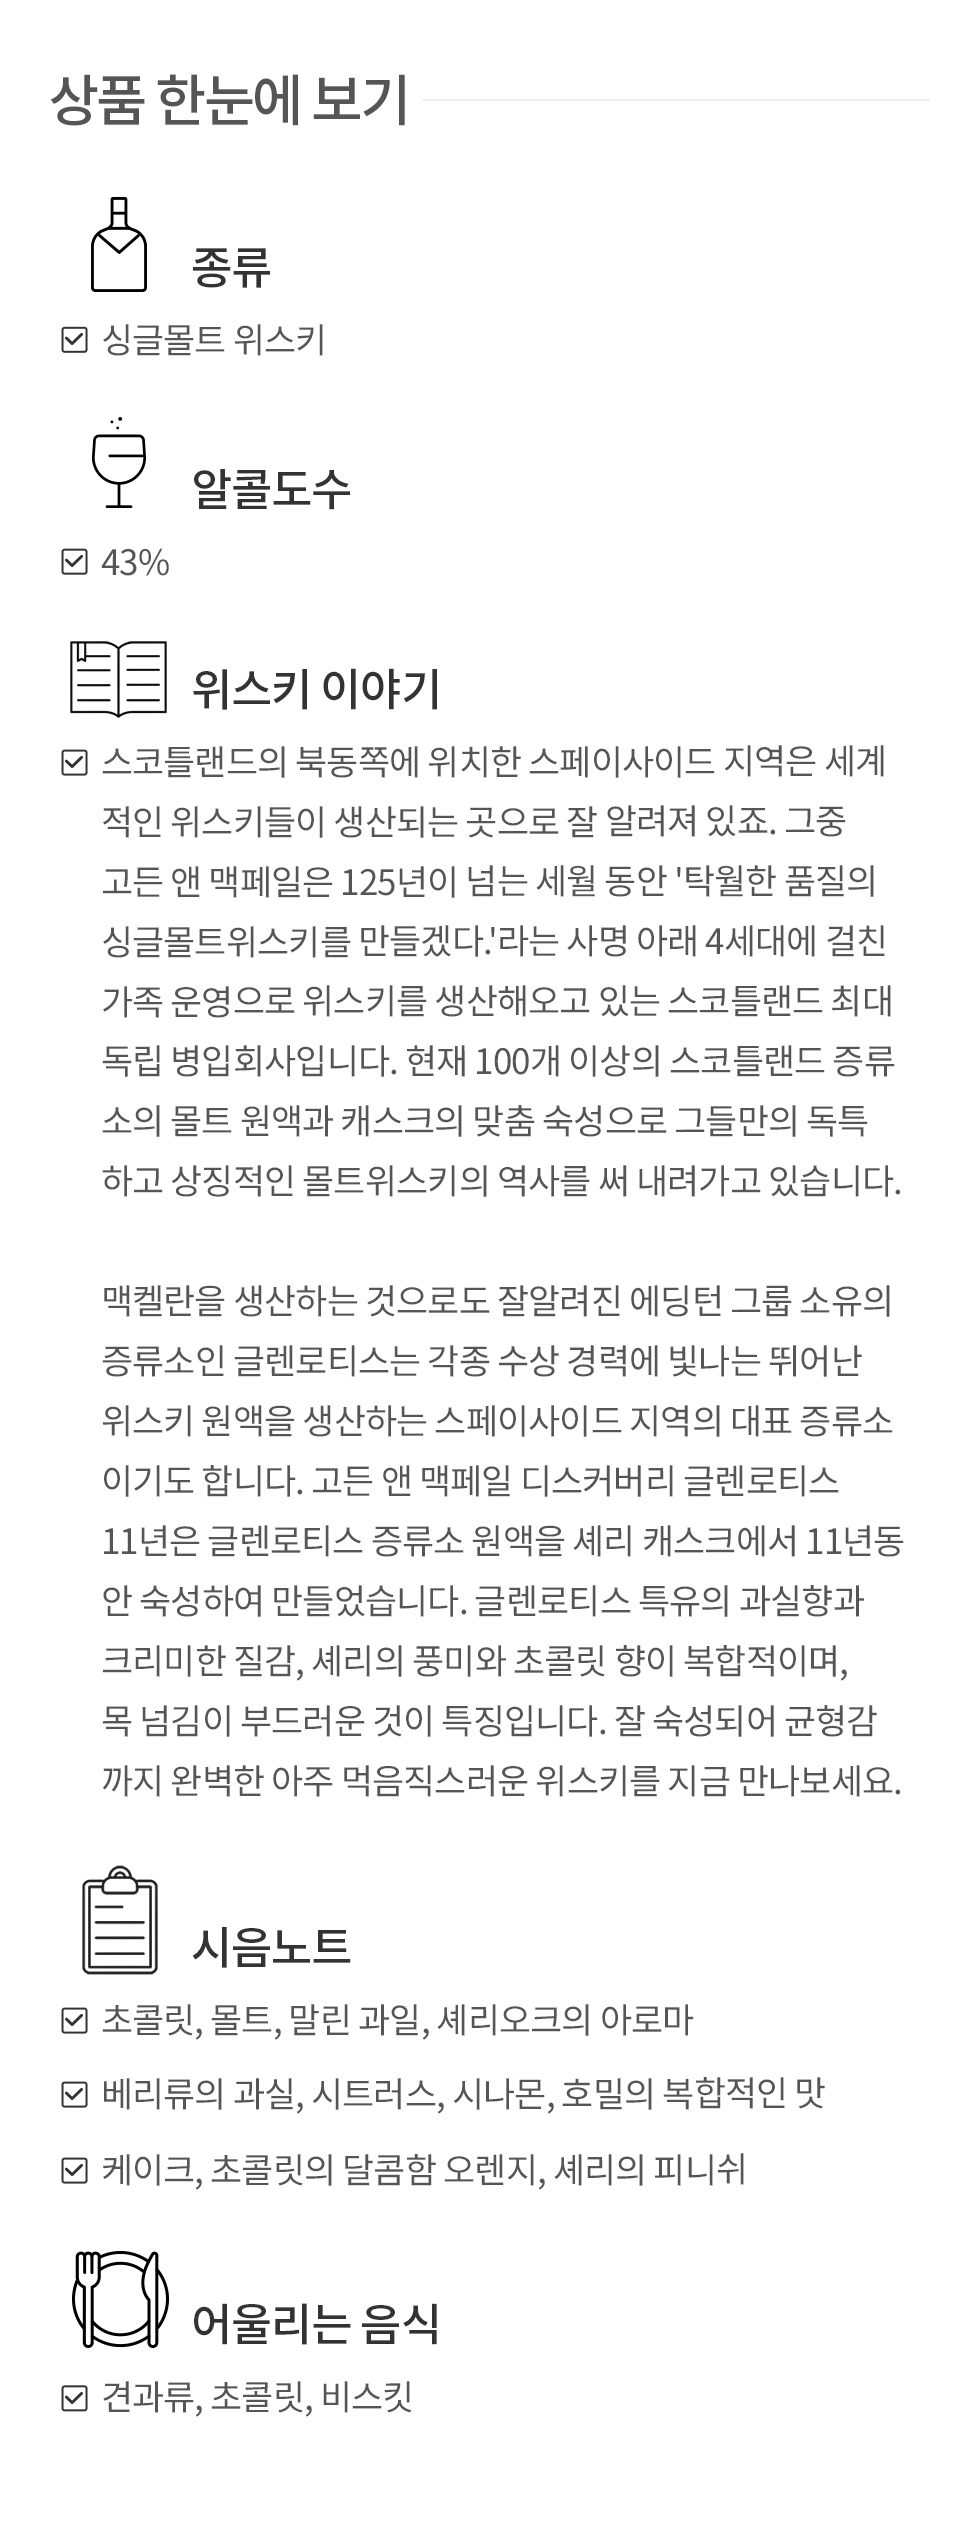 상품 한눈에 보기
종류
싱글몰트 위스키
알콜도수
43%
위스키 이야기
스코틀랜드의 북동쪽에 위치한 스페이사이드 지역은 세계
적인 위스키들이 생산되는 곳으로 잘 알려져 있죠. 그중
고든 앤 맥페일은 125년이 넘는 세월 동안 '탁월한 품질의
싱글몰트위스키를 만들겠다.'라는 사명 아래 4세대에 걸친
가족 운영으로 위스키를 생산해오고 있는 스코틀랜드 최대
독립 병입회사입니다. 현재 100개 이상의 스코틀랜드 증류
소의 몰트 원액과 캐스크의 맞춤 숙성으로 그들만의 독특
하고 상징적인 몰트위스키의 역사를 써 내려가고 있습니다.
맥켈란을 생산하는 것으로도 잘알려진 에딩턴 그룹 소유의
증류소인 글렌로티스는 각종 수상 경력에 빛나는 뛰어난
위스키 원액을 생산하는 스페이사이드 지역의 대표 증류소
이기도 합니다. 고든 앤 맥페일 디스커버리 글렌로티스
11년은 글렌로티스 증류소 원액을 셰리 캐스크에서 11년동
안 숙성하여 만들었습니다. 글렌로티스 특유의 과실향과
크리미한 질감, 셰리의 풍미와 초콜릿 향이 복합적이며,
목 넘김이 부드러운 것이 특징입니다. 잘 숙성되어 균형감
까지 완벽한 아주 먹음직스러운 위스키를 지금 만나보세요.
시음노트
초콜릿, 몰트, 말린 과일, 셰리오크의 아로마
베리류의 과실, 시트러스, 시나몬, 호밀의 복합적인 맛
케이크, 초콜릿의 달콤함 오렌지, 셰리의 피니쉬
어울리는 음식
견과류, 초콜릿, 비스킷